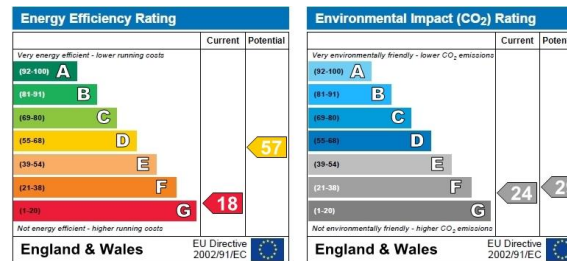 Energy Efficiency Rating
Current Potential
Very energy efficient - lower running costs
(92-100) A
(81-91) B
(69-80) C
(55-68) D
(39-54) E
(21-38) F
(1-20) G
57
18
Not energy efficient - higher running costs
England & Wales
EU Directive
2002/91/EC
Environmental Impact (CO₂) Rating
Current Poten
Very environmentally friendly - lower CO₂ emissions
(92-100) A
(81-91) B
(69-80) C
(55-68) D
(39-54) E
(21-38) F
(1-20) G
24
Not environmentally friendly - higher CO₂ emissions
England & Wales
EU Directive
2002/91/EC